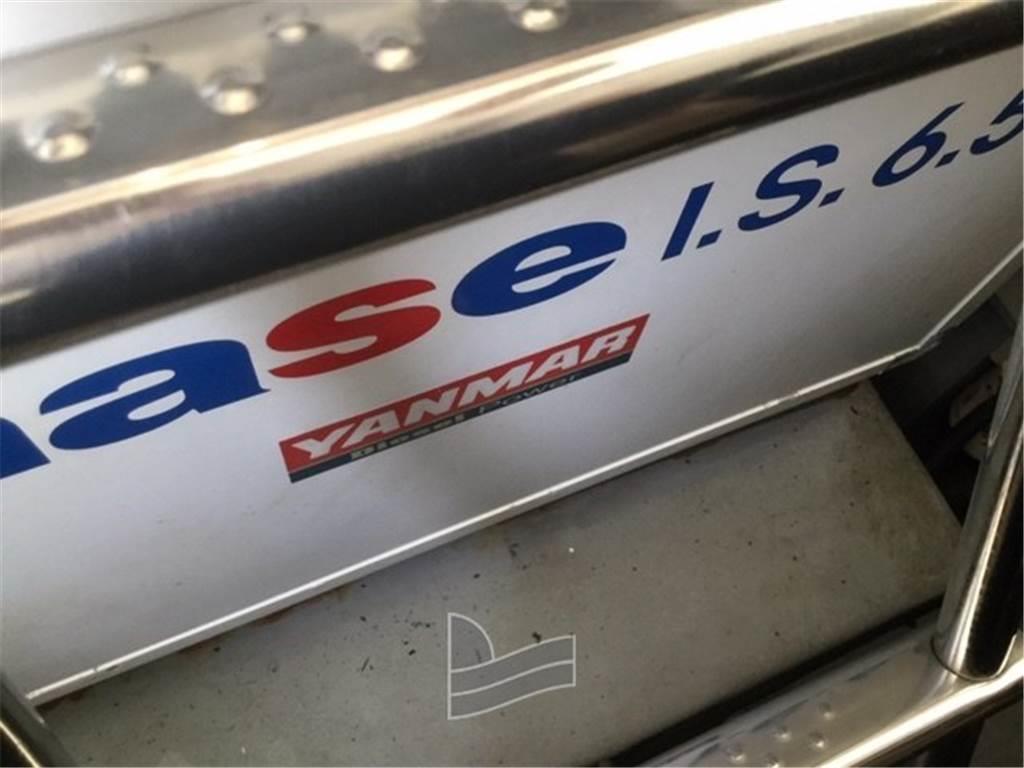 ase I.S. 6.5
YANMAR
Diesel Power